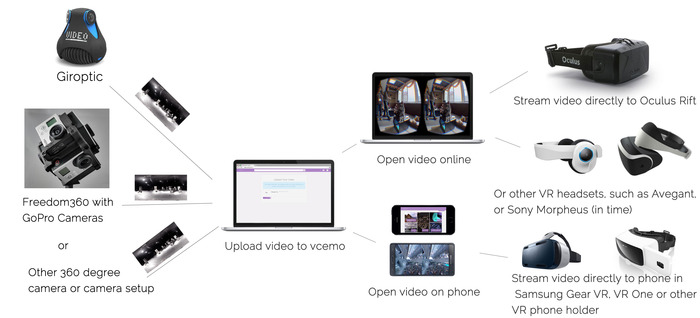 VIDEO
Giroptic
Freedom360 with
GoPro Cameras
or
Other 360 degree
camera or camera setup
Upload video to vcemo
Open video online
Open video on phone
Oculus
Stream video directly to Oculus Rift
Or other VR headsets, such as Avegant,
or Sony Morpheus (in time)
Stream video directly to phone in
Samsung Gear VR, VR One or other
VR phone holder